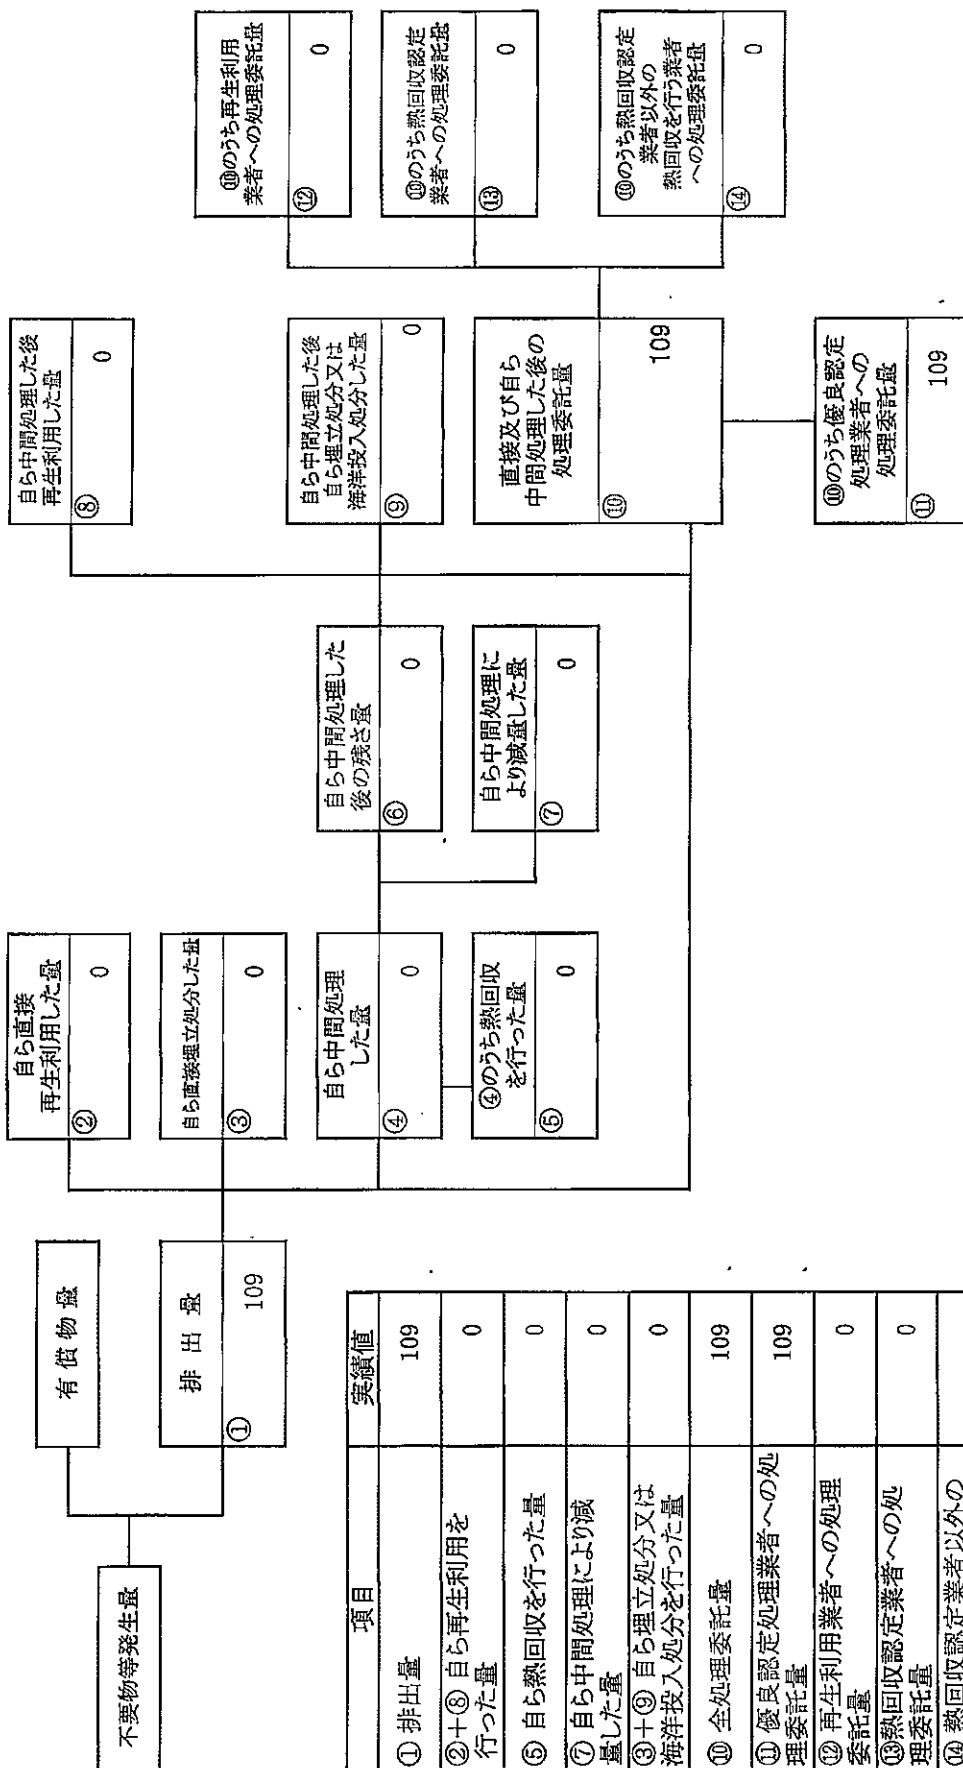 不要物等発生量
有償物量
排出量
①
109
自ら直接
再生利用した量
②
0
自ら直接埋立処分した量
③
0
自ら中間処理
した量
④
0
④のうち熱回収
を行った量
⑤
0
自ら中間処理した
後の残さ量
⑥
0
自ら中間処理に
より減量した量
⑦
0
自ら中間処理した後
再生利用した量
⑧
0
自ら中間処理した後
自ら埋立処分又は
海洋投入処分した量
⑨
0
直接及び自ら
中間処理した後の
処理委託量
⑩
109
⑩のうち優良認定
処理業者への
処理委託量
⑪
109
⑩のうち再生利用
業者への処理委託量
⑫
0
⑩のうち熱回収認定
業者への処理委託量
⑬
0
⑩のうち熱回収認定
業者以外の
熱回収を行う業者
への処理委託量
⑭
0
項目
実績値
① 排出量
109
②+⑧ 自ら再生利用を
行った量
0
⑤ 自ら熱回収を行った量
0
⑦ 自ら中間処理により減
量した量
0
③+⑨ 自ら埋立処分又は
海洋投入処分を行った量
0
⑩ 全処理委託量
109
⑪ 優良認定処理業者への処
理委託量
109
⑫ 再生利用業者への処理
委託量
0
⑬熱回収認定業者への処
理委託量
0
⑭ 熱回収認定業者以外の